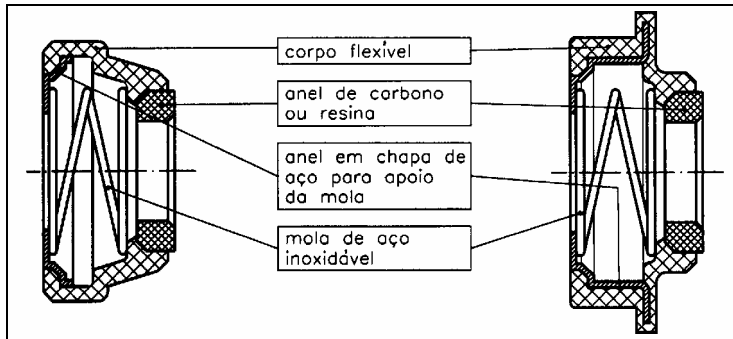 corpo flexível
anel de carbono
ou resina
anel em chapa de
aço para apoio
da mola
mola de aço
inoxidável